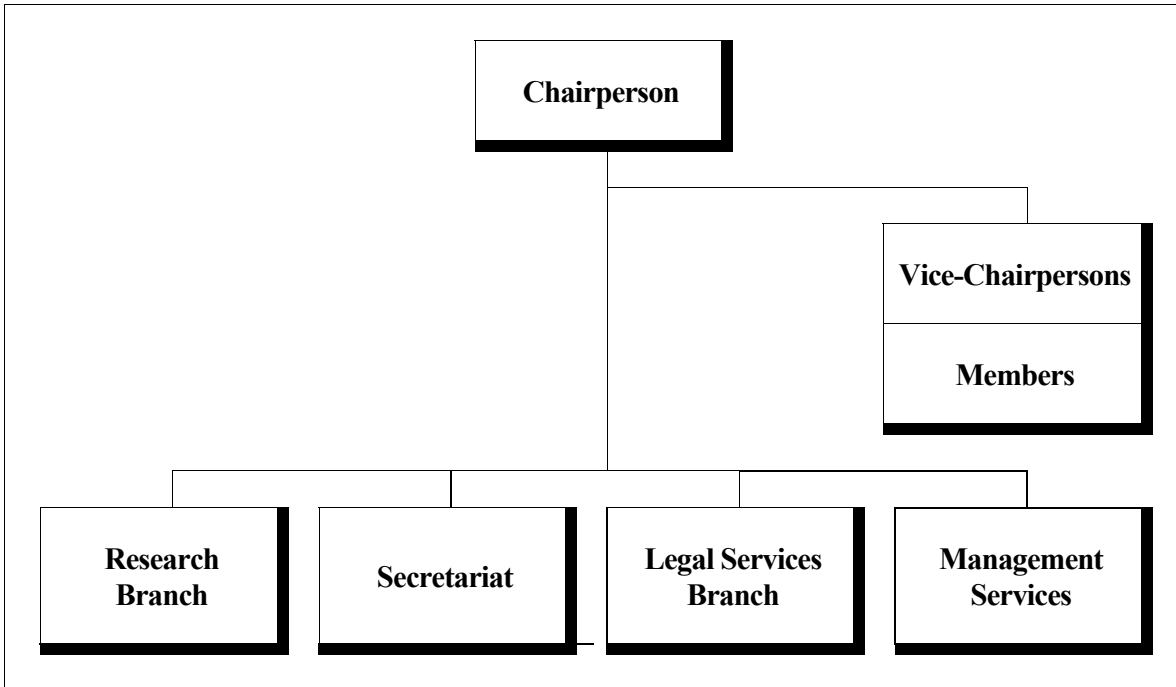 Chairperson
Vice-Chairpersons
Members
Research
Branch
Secretariat
Legal Services
Branch
Management
Services